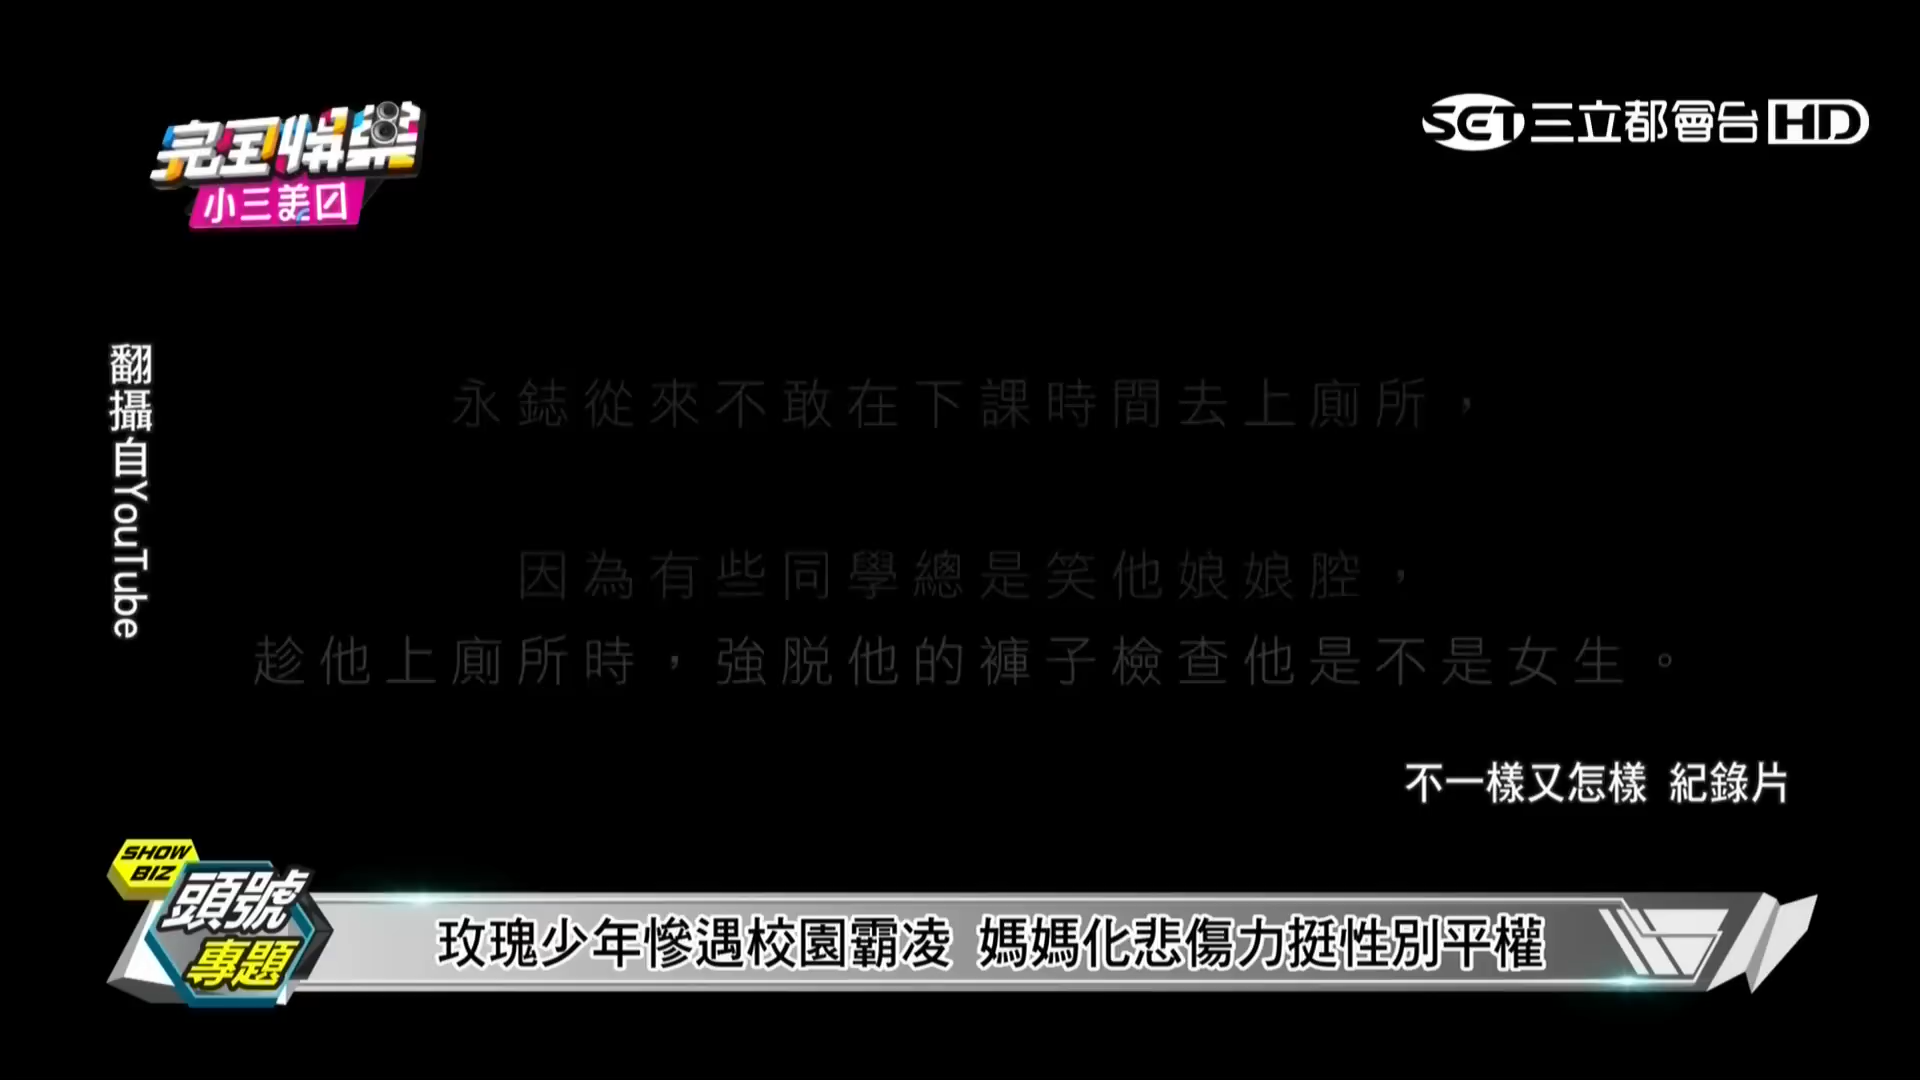 完全娛樂
小三美日
SET三立都會台HD
翻攝自YouTube
永鋕從來不敢在下課時間去上廁所，
因為有些同學總是笑他娘娘腔，
趁他上廁所時，強脫他的褲子檢查他是不是女生。
不一樣又怎樣 紀錄片
SHOW
BIZ
頭號
專題
玫瑰少年慘遇校園霸凌 媽媽化悲傷力挺性別平權